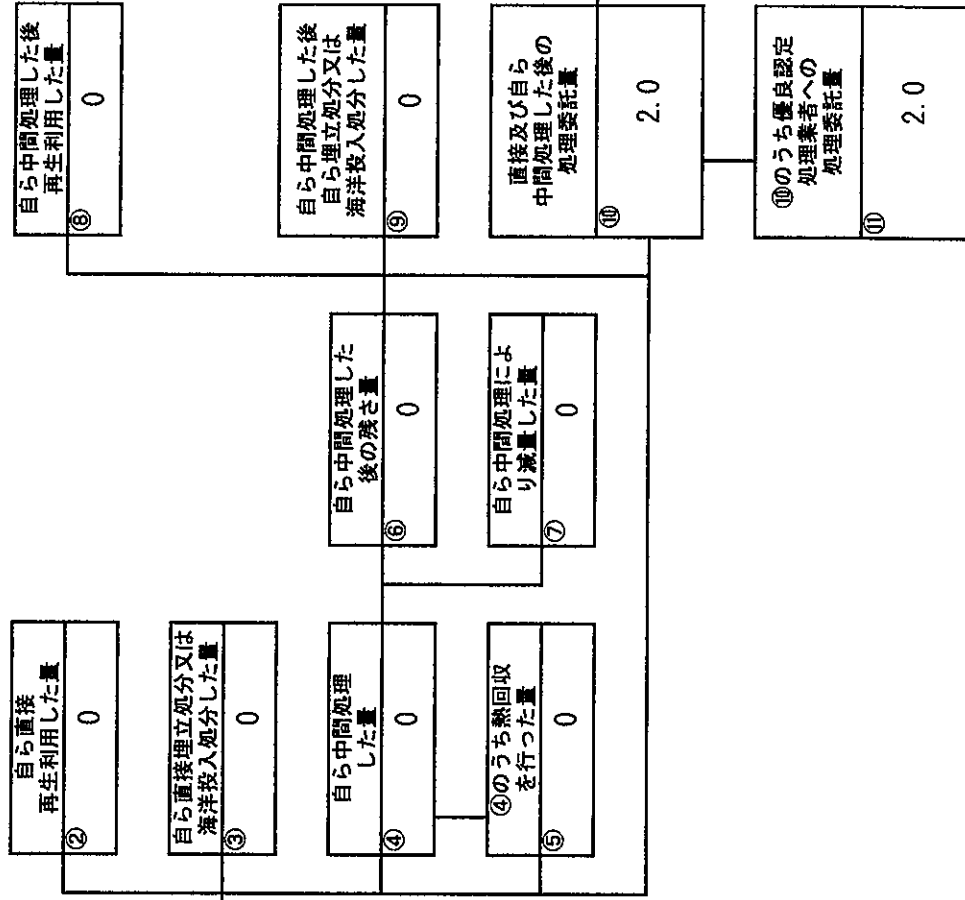 自ら直接
再生利用した量
②
0
自ら直接埋立処分又は
海洋投入処分した量
③
0
自ら中間処理
した量
④
0
④のうち熱回収
を行った量
⑤
0
自ら中間処理した
後の残さ量
⑥
0
自ら中間処理によ
り減量した量
⑦
0
自ら中間処理した後
再生利用した量
⑧
0
自ら中間処理した後
自ら埋立処分又は
海洋投入処分した量
⑨
0
直接及び自ら
中間処理した後の
処理委託量
⑩
2.0
⑩のうち優良認定
処理業者への
処理委託量
⑪
2.0